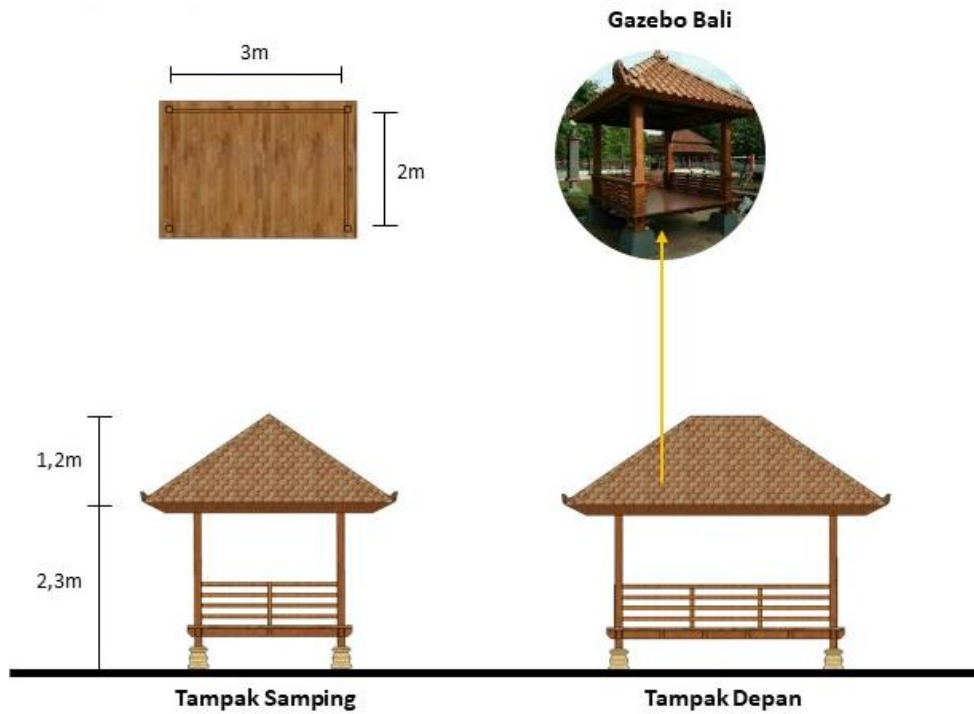 Gazebo Bali
3m
2m
1,2m
2,3m
Tampak Samping
Tampak Depan